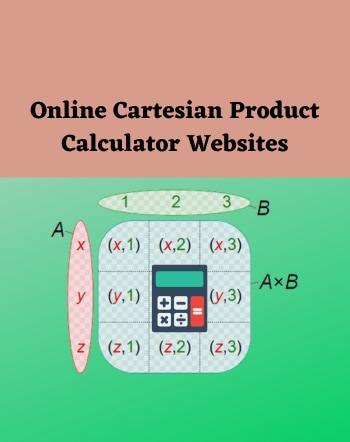 Online Cartesian Product
Calculator Websites
1 2 3 B
A
x (x,1) (x,2) (x,3)
A×B
y (y,1) (y,3)
z (z,1) (z,2) (z,3)
+ −
× ÷ =